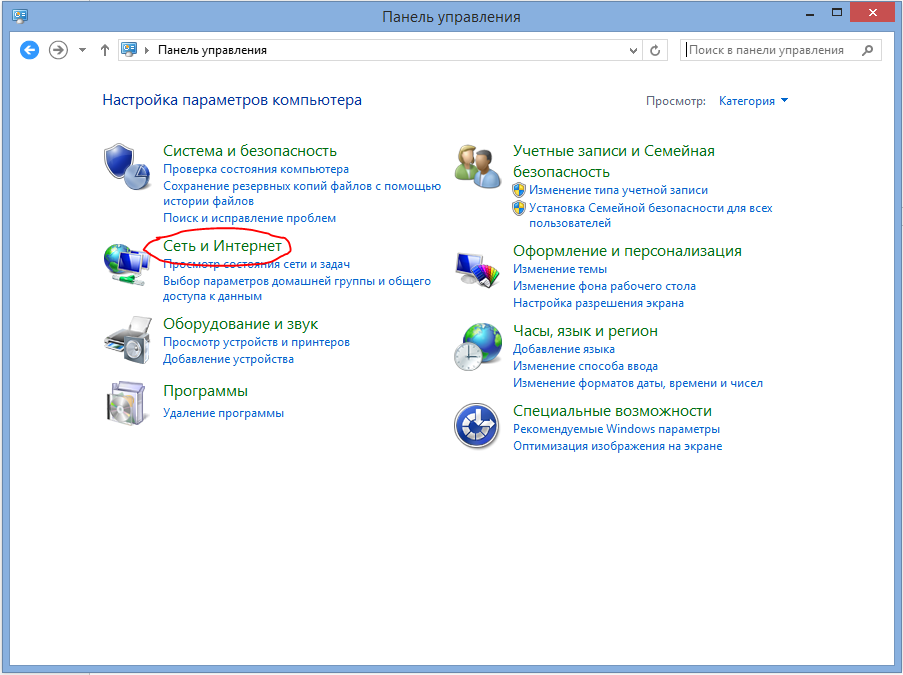 Панель управления
Панель управления
Поиск в панели управления
Настройка параметров компьютера
Просмотр: Категория
Система и безопасность
Проверка состояния компьютера
Сохранение резервных копий файлов с помощью
истории файлов
Поиск и исправление проблем
Сеть и Интернет
Просмотр состояния сети и задач
Выбор параметров домашней группы и общего
доступа к данным
Оборудование и звук
Просмотр устройств и принтеров
Добавление устройства
Программы
Удаление программы
Учетные записи и Семейная
безопасность
Изменение типа учетной записи
Установка Семейной безопасности для всех
пользователей
Оформление и персонализация
Изменение темы
Изменение фона рабочего стола
Настройка разрешения экрана
Часы, язык и регион
Добавление языка
Изменение способа ввода
Изменение форматов даты, времени и чисел
Специальные возможности
Рекомендуемые Windows параметры
Оптимизация изображения на экране